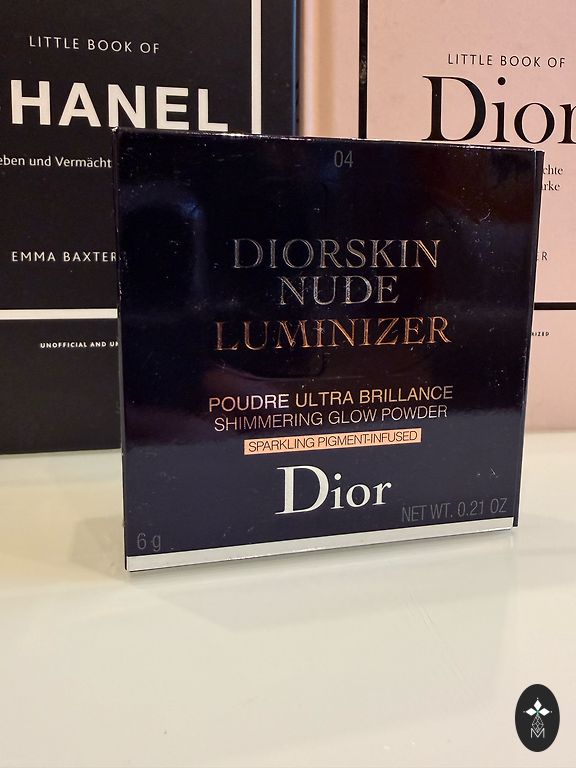 LITTLE BOOK OF
HANEL
eben und Vermächt
EMMA BAXTER
UNOFFICIAL AND
LITTLE BOOK OF
Dior
04
DIORSKIN
NUDE
LUMINIZER
POUDRE ULTRA BRILLANCE
SHIMMERING GLOW POWDER
SPARKLING PIGMENT-INFUSED
Dior
6 g
NET WT. 0.21 OZ
M